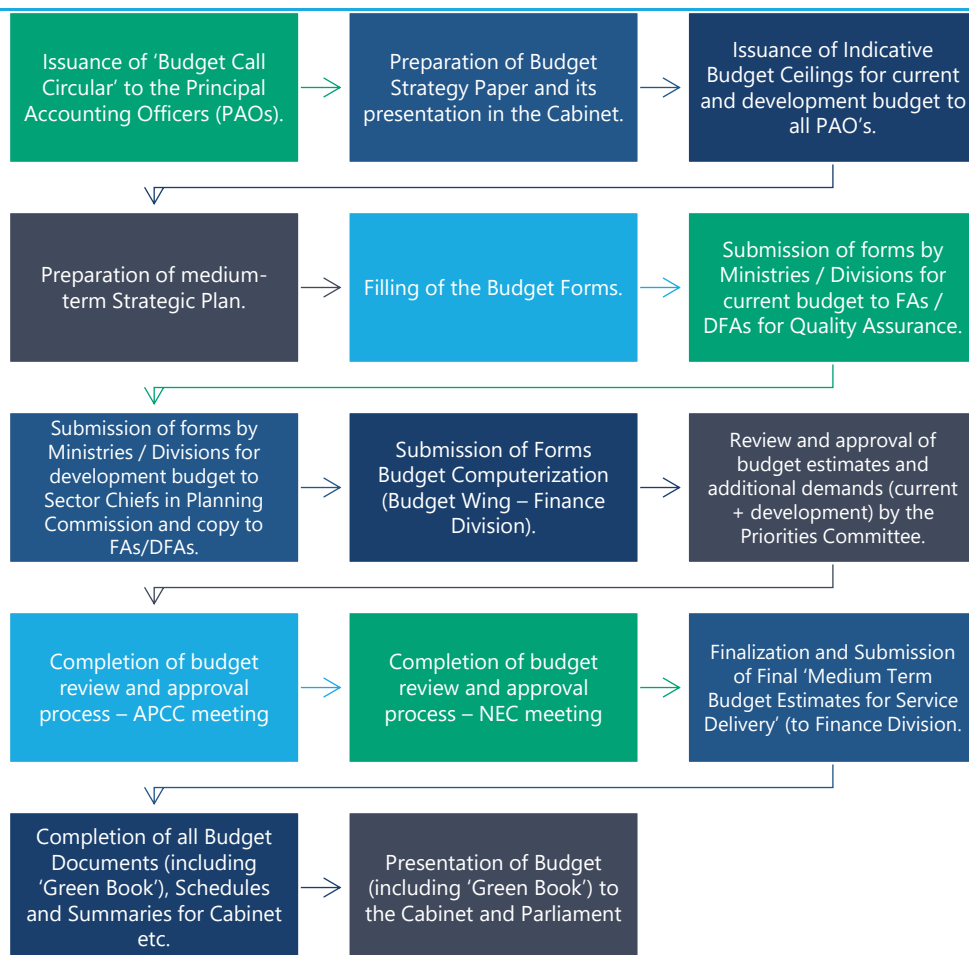 Issuance of ‘Budget Call
Circular’ to the Principal
Accounting Officers (PAOs).
Preparation of Budget
Strategy Paper and its
presentation in the Cabinet.
Issuance of Indicative
Budget Ceilings for current
and development budget to
all PAO’s.
Preparation of medium-
term Strategic Plan.
Filling of the Budget Forms.
Submission of forms by
Ministries / Divisions for
current budget to FAs /
DFAs for Quality Assurance.
Submission of forms by
Ministries / Divisions for
development budget to
Sector Chiefs in Planning
Commission and copy to
FAs/DFAs.
Submission of Forms
Budget Computerization
(Budget Wing – Finance
Division).
Review and approval of
budget estimates and
additional demands (current
+ development) by the
Priorities Committee.
Completion of budget
review and approval
process – APCC meeting
Completion of budget
review and approval
process – NEC meeting
Finalization and Submission
of Final ‘Medium Term
Budget Estimates for Service
Delivery’ (to Finance Division.
Completion of all Budget
Documents (including
‘Green Book’), Schedules
and Summaries for Cabinet
etc.
Presentation of Budget
(including ‘Green Book’) to
the Cabinet and Parliament